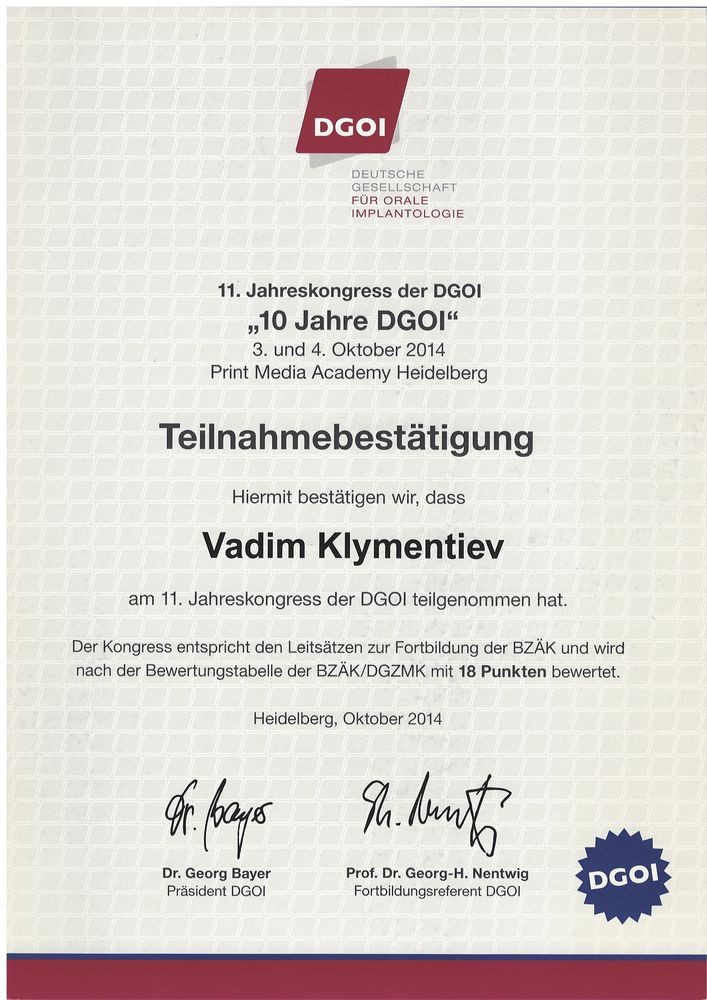 DGOI
DEUTSCHE
GESELLSCHAFT
FÜR ORALE
IMPLANTOLOGIE
11. Jahreskongress der DGOI
„10 Jahre DGOI“
3. und 4. Oktober 2014
Print Media Academy Heidelberg
Teilnahmebestätigung
Hiermit bestätigen wir, dass
Vadim Klymentiev
am 11. Jahreskongress der DGOI teilgenommen hat.
Der Kongress entspricht den Leitsätzen zur Fortbildung der BZÄK und wird
nach der Bewertungstabelle der BZÄK/DGZMK mit 18 Punkten bewertet.
Heidelberg, Oktober 2014
Dr. Bayer
Dr. Georg Bayer
Präsident DGOI
Prof. Dr. Georg-H. Nentwig
Fortbildungsreferent DGOI
DGOI